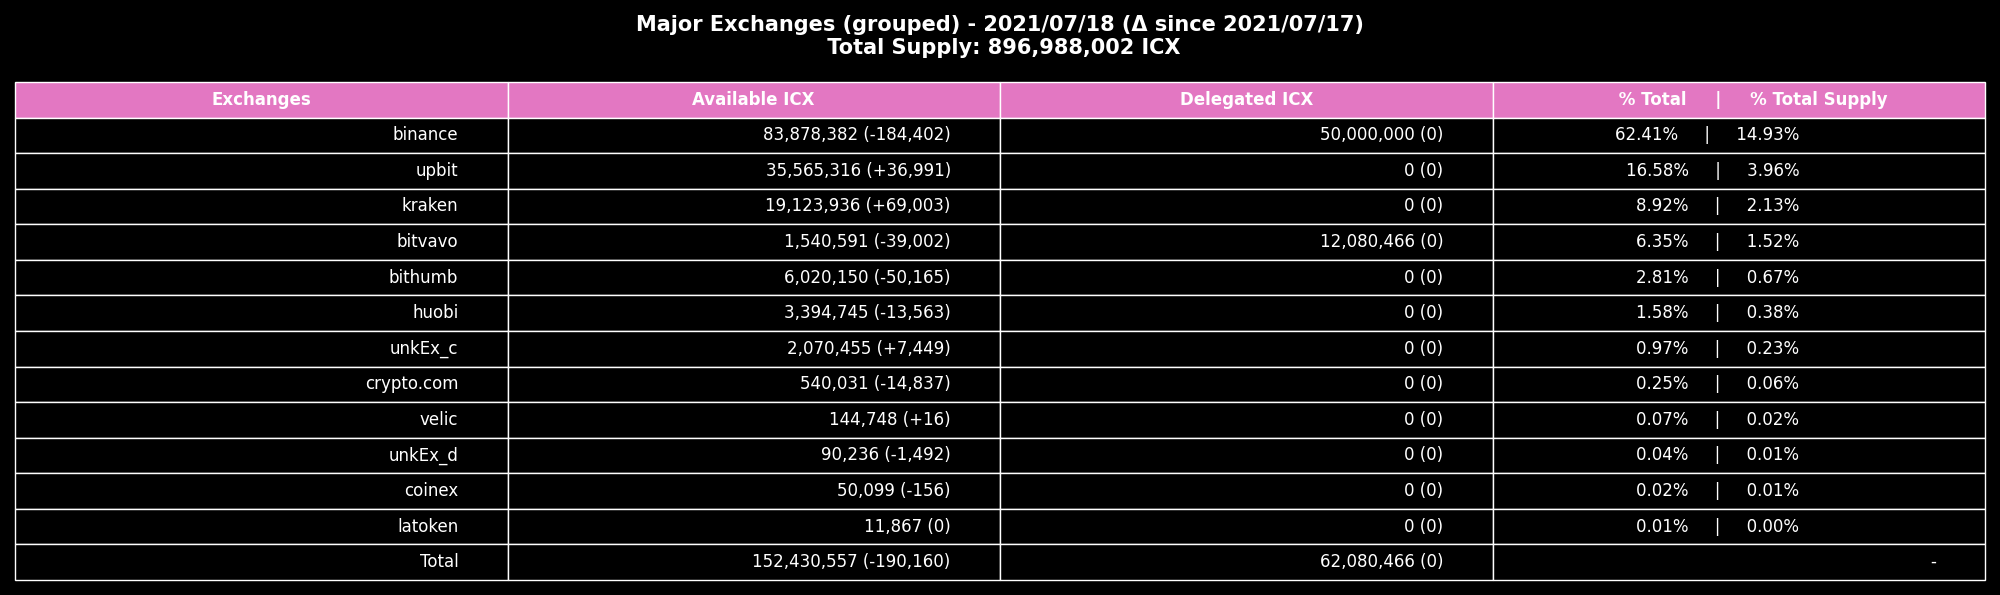 Major Exchanges (grouped) - 2021/07/18 (Δ since 2021/07/17)
Total Supply: 896,988,002 ICX
Exchanges Available ICX Delegated ICX % Total | % Total Supply
binance 83,878,382 (-184,402) 50,000,000 (0) 62.41% | 14.93%
upbit 35,565,316 (+36,991) 0 (0) 16.58% | 3.96%
kraken 19,123,936 (+69,003) 0 (0) 8.92% | 2.13%
bitvavo 1,540,591 (-39,002) 12,080,466 (0) 6.35% | 1.52%
bithumb 6,020,150 (-50,165) 0 (0) 2.81% | 0.67%
huobi 3,394,745 (-13,563) 0 (0) 1.58% | 0.38%
unkEx_c 2,070,455 (+7,449) 0 (0) 0.97% | 0.23%
crypto.com 540,031 (-14,837) 0 (0) 0.25% | 0.06%
velic 144,748 (+16) 0 (0) 0.07% | 0.02%
unkEx_d 90,236 (-1,492) 0 (0) 0.04% | 0.01%
coinex 50,099 (-156) 0 (0) 0.02% | 0.01%
latoken 11,867 (0) 0 (0) 0.01% | 0.00%
Total 152,430,557 (-190,160) 62,080,466 (0) -